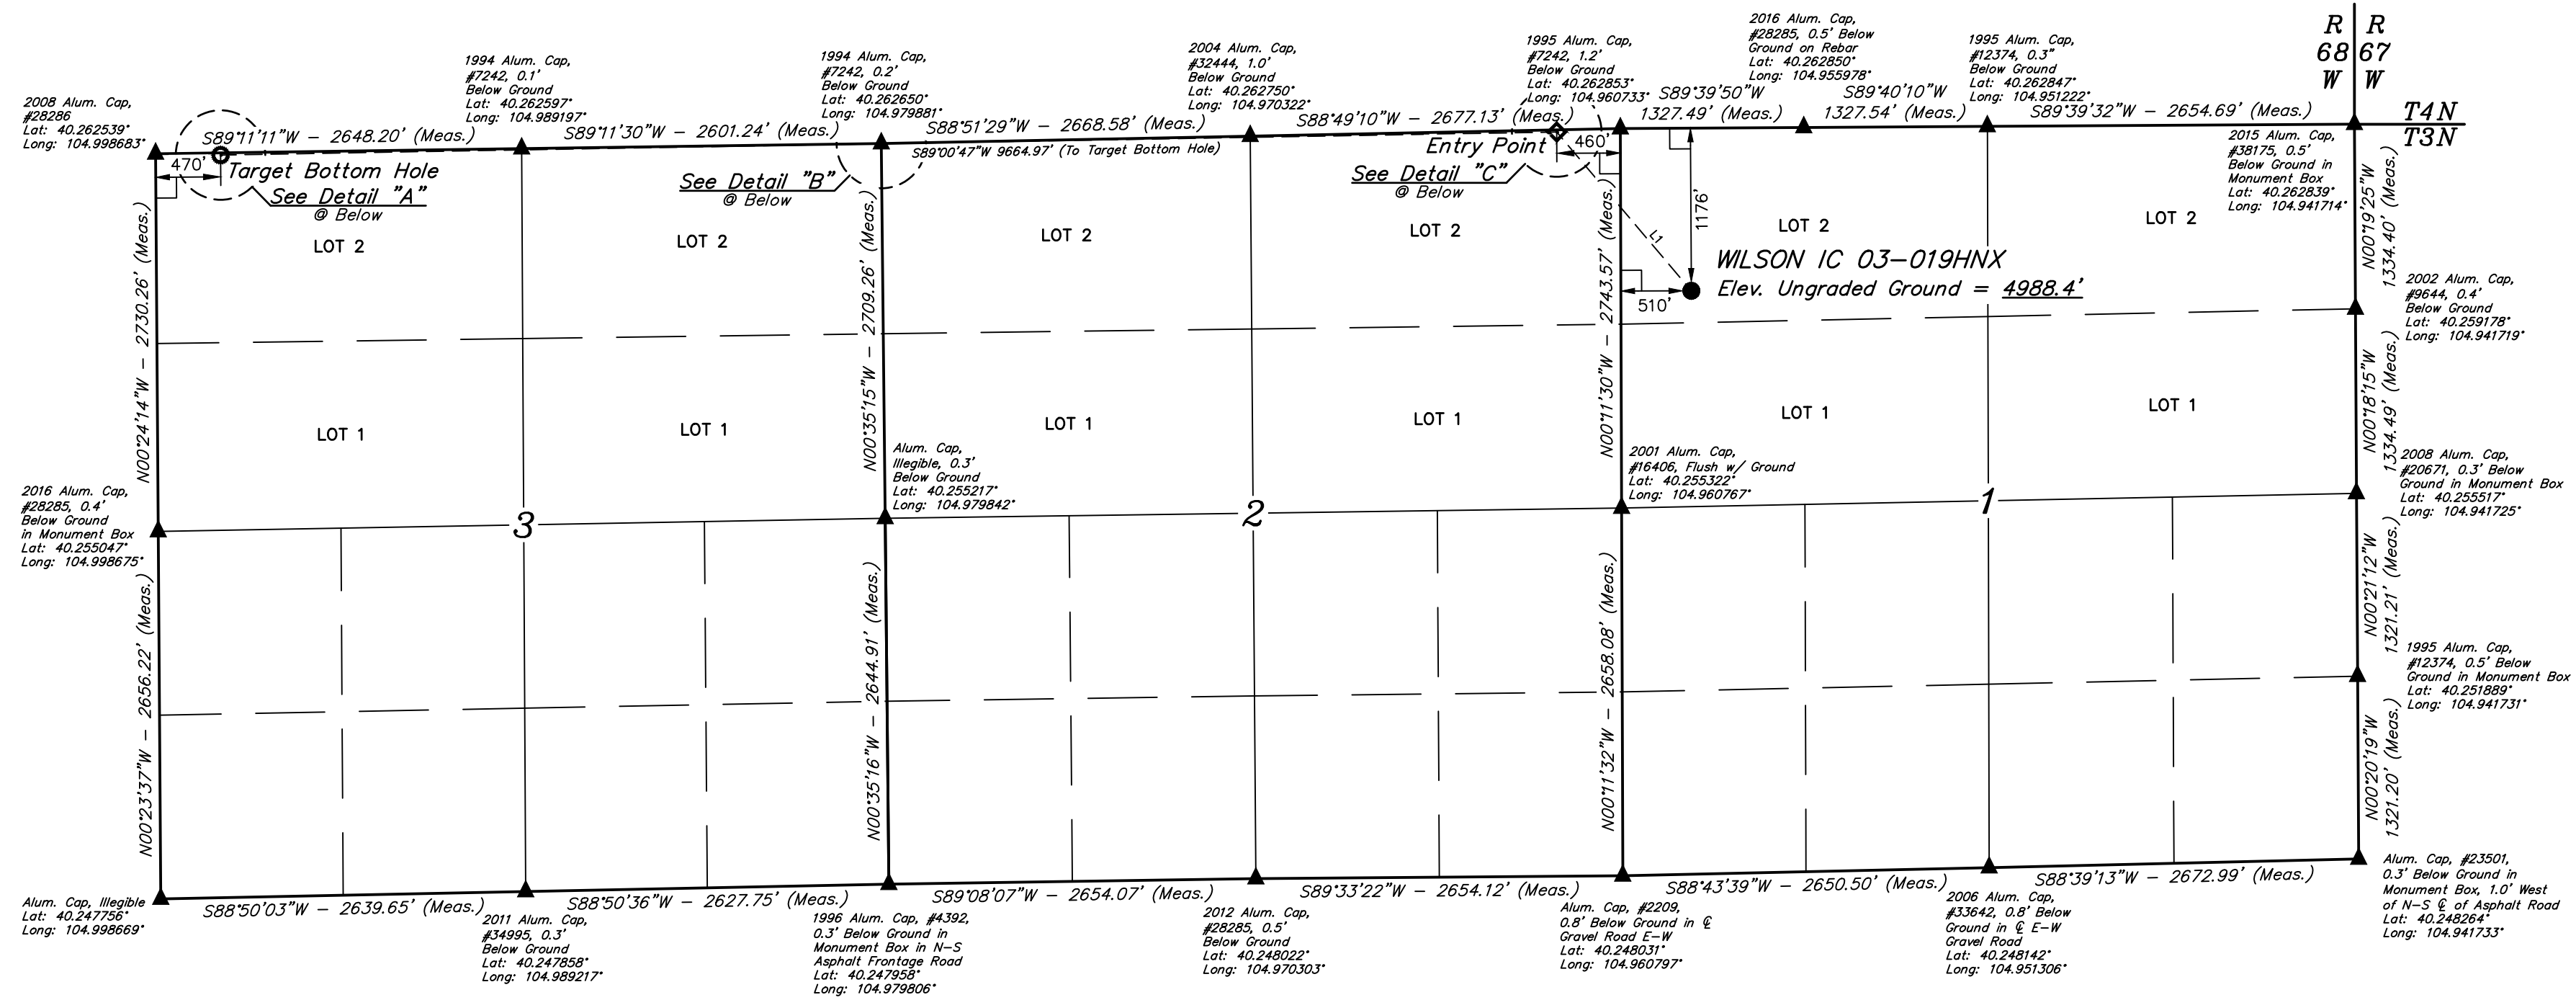 2008 Alum. Cap,
#28286
Lat: 40.262539°
Long: 104.998683°
1994 Alum. Cap,
#7242, 0.1'
Below Ground
Lat: 40.262597°
Long: 104.989197°
1994 Alum. Cap,
#7242, 0.2'
Below Ground
Lat: 40.262650°
Long: 104.979881°
2004 Alum. Cap,
#32444, 1.0'
Below Ground
Lat: 40.262750°
Long: 104.970322°
1995 Alum. Cap,
#7242, 1.2'
Below Ground
Lat: 40.262853°
Long: 104.960733°
2016 Alum. Cap,
#28285, 0.5' Below
Ground on Rebar
Lat: 40.262850°
Long: 104.955978°
1995 Alum. Cap,
#12374, 0.3"
Below Ground
Lat: 40.262847°
Long: 104.951222°
R R
68 67
W W
T4N
T3N
S89°11'11"W - 2648.20' (Meas.)
S89°11'30"W - 2601.24' (Meas.)
S88°51'29"W - 2668.58' (Meas.)
S88°49'10"W - 2677.13' (Meas.)
S89°39'50"W
1327.49' (Meas.)
S89°40'10"W
1327.54' (Meas.)
S89°39'32"W - 2654.69' (Meas.)
S89°00'47"W 9664.97' (To Target Bottom Hole)
470'
Target Bottom Hole
See Detail "A"
@ Below
See Detail "B"
@ Below
Entry Point
460'
See Detail "C"
@ Below
2015 Alum. Cap,
#38175, 0.5'
Below Ground in
Monument Box
Lat: 40.262839°
Long: 104.941714°
1176'
L1
510'
WILSON IC 03-019HNX
Elev. Ungraded Ground = 4988.4'
LOT 2
LOT 2
LOT 2
LOT 2
LOT 2
LOT 2
N00°24'14"W - 2730.26' (Meas.)
N00°35'15"W - 2709.26' (Meas.)
N00°11'30"W - 2743.57' (Meas.)
N00°19'25"W
1334.40' (Meas.)
2002 Alum. Cap,
#9644, 0.4'
Below Ground
Lat: 40.259178°
Long: 104.941719°
N00°18'15"W
1334.49' (Meas.)
LOT 1
LOT 1
LOT 1
LOT 1
LOT 1
LOT 1
2016 Alum. Cap,
#28285, 0.4'
Below Ground
in Monument Box
Lat: 40.255047°
Long: 104.998675°
Alum. Cap,
Illegible, 0.3'
Below Ground
Lat: 40.255217°
Long: 104.979842°
2001 Alum. Cap,
#16406, Flush w/ Ground
Lat: 40.255322°
Long: 104.960767°
2008 Alum. Cap,
#20671, 0.3' Below
Ground in Monument Box
Lat: 40.255517°
Long: 104.941725°
3
2
1
N00°23'37"W - 2656.22' (Meas.)
N00°35'16"W - 2644.91' (Meas.)
N00°11'32"W - 2658.08' (Meas.)
N00°21'12"W
1321.21' (Meas.)
1995 Alum. Cap,
#12374, 0.5' Below
Ground in Monument Box
Lat: 40.251889°
Long: 104.941731°
N00°20'19"W
1321.20' (Meas.)
Alum. Cap, Illegible
Lat: 40.247756°
Long: 104.998669°
S88°50'03"W - 2639.65' (Meas.)
2011 Alum. Cap,
#34995, 0.3'
Below Ground
Lat: 40.247858°
Long: 104.989217°
S88°50'36"W - 2627.75' (Meas.)
1996 Alum. Cap, #4392,
0.3' Below Ground in
Monument Box in N-S
Asphalt Frontage Road
Lat: 40.247958°
Long: 104.979806°
S89°08'07"W - 2654.07' (Meas.)
2012 Alum. Cap,
#28285, 0.5'
Below Ground
Lat: 40.248022°
Long: 104.970303°
S89°33'22"W - 2654.12' (Meas.)
Alum. Cap, #2209,
0.8' Below Ground in ℄
Gravel Road E-W
Lat: 40.248031°
Long: 104.960797°
S88°43'39"W - 2650.50' (Meas.)
2006 Alum. Cap,
#33642, 0.8' Below
Ground in ℄ E-W
Gravel Road
Lat: 40.248142°
Long: 104.951306°
S88°39'13"W - 2672.99' (Meas.)
Alum. Cap, #23501,
0.3' Below Ground in
Monument Box, 1.0' West
of N-S ℄ of Asphalt Road
Lat: 40.248264°
Long: 104.941733°